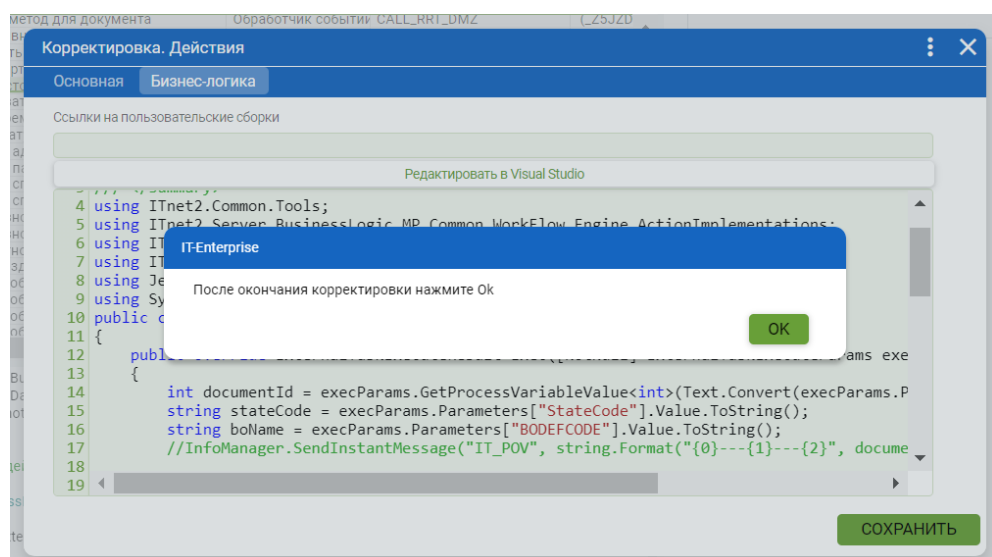 метод для документа Обработчик событии CALL_RRT_DMZ (_Z5JZD
Корректировка. Действия
Основная Бизнес-логика
Ссылки на пользовательские сборки
Редактировать в Visual Studio
4 using ITnet2.Common.Tools;
5 using ITnet2.Server.BusinessLogic.MP.Common.WorkFlow.Engine.ActionImplementations;
6 using IT
7 using IT
8 using Je
9 using Sy
10 public c
11 {
12 publ ams exe
13 {
14 int documentId = execParams.GetProcessVariableValue<int>(Text.Convert(execParams.P
15 string stateCode = execParams.Parameters["StateCode"].Value.ToString();
16 string boName = execParams.Parameters["BODEFCODE"].Value.ToString();
17 //InfoManager.SendInstantMessage("IT_POV", string.Format("{0}---{1}---{2}", docume
18
19
IT-Enterprise
После окончания корректировки нажмите Ok
OK
СОХРАНИТЬ